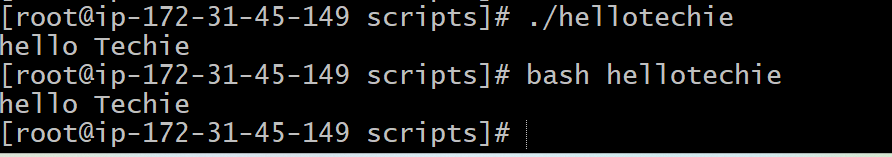 [root@ip-172-31-45-149 scripts]# ./hellotechie
hello Techie
[root@ip-172-31-45-149 scripts]# bash hellotechie
hello Techie
[root@ip-172-31-45-149 scripts]#